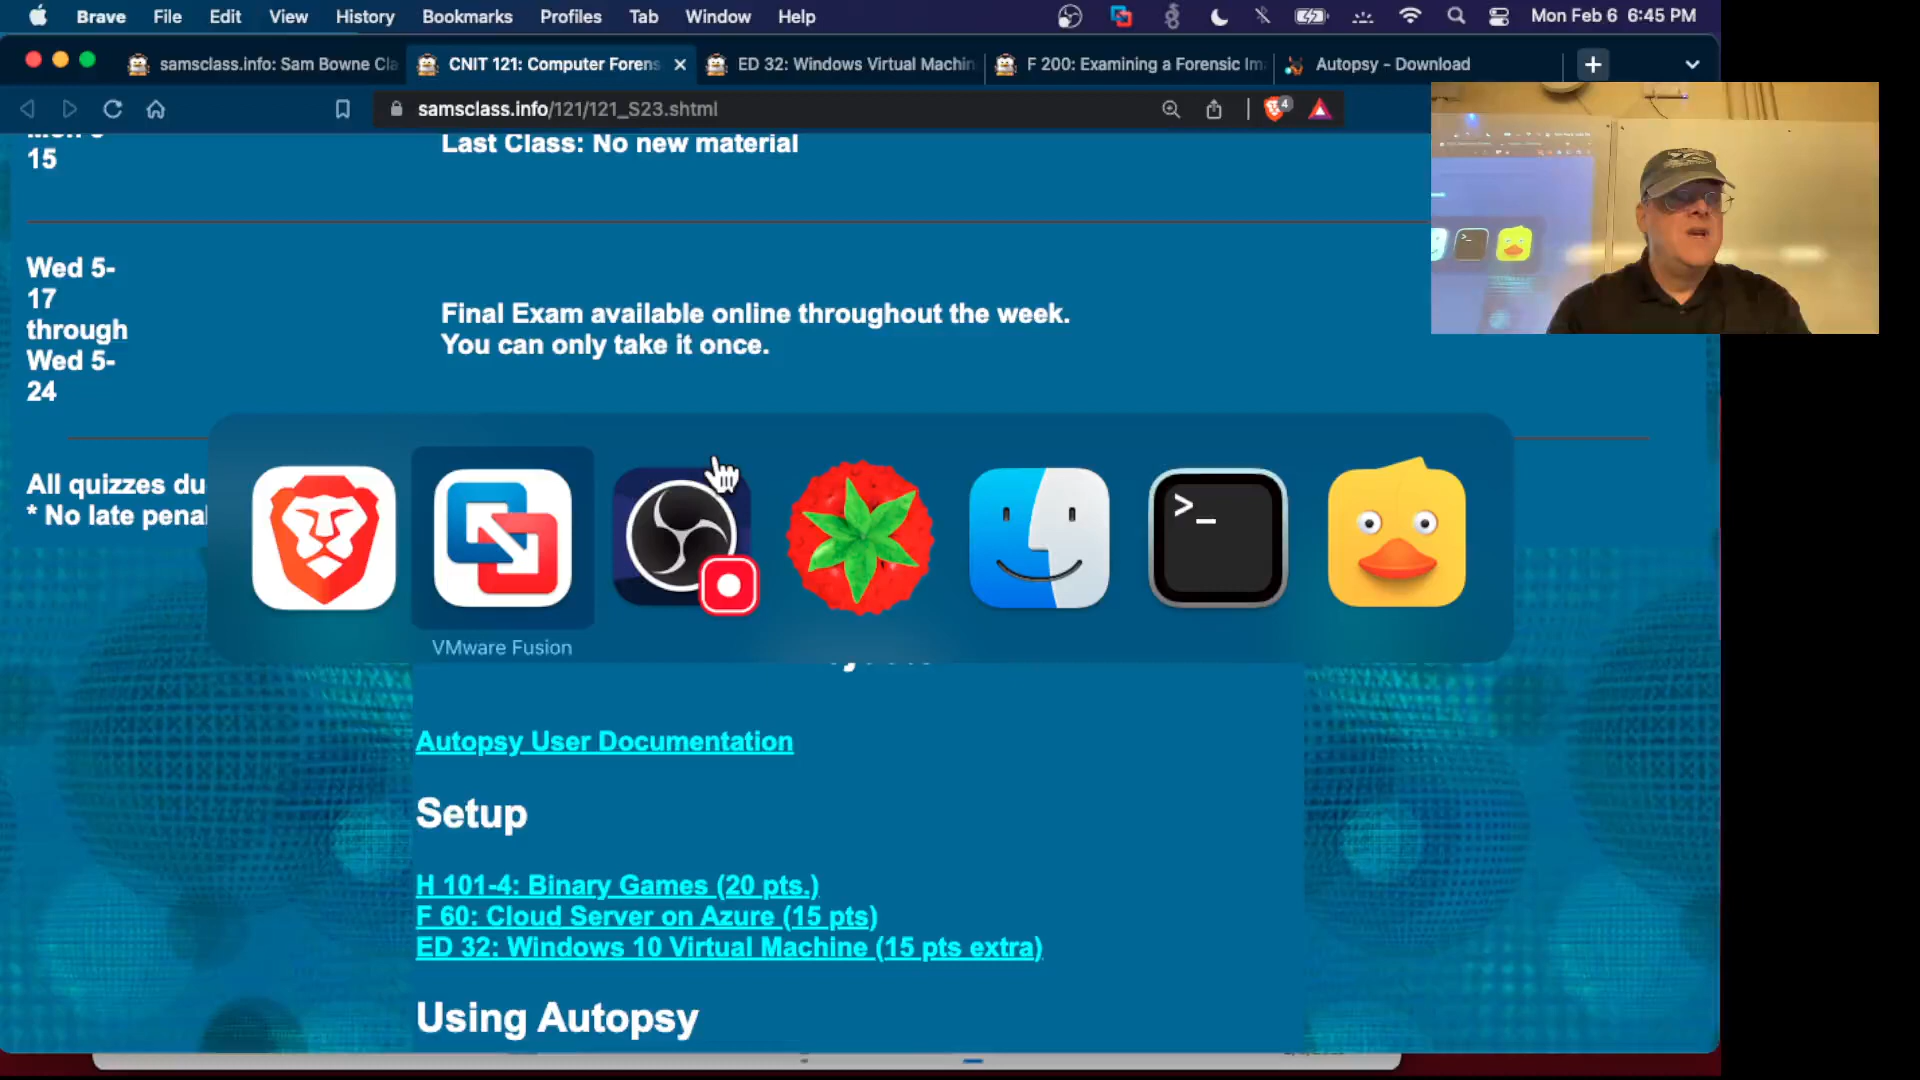 Brave File Edit View History Bookmarks Profiles Tab Window Help Mon Feb 6 6:45 PM
samsclass.info: Sam Bowne Cla CNIT 121: Computer Forens ED 32: Windows Virtual Machin F 200: Examining a Forensic Im Autopsy - Download
samsclass.info/121/121_S23.shtml 4
15
Last Class: No new material
Wed 5-
17
through
Wed 5-
24
Final Exam available online throughout the week.
You can only take it once.
All quizzes du
* No late penal
VMware Fusion
Autopsy User Documentation
Setup
H 101-4: Binary Games (20 pts.)
F 60: Cloud Server on Azure (15 pts)
ED 32: Windows 10 Virtual Machine (15 pts extra)
Using Autopsy